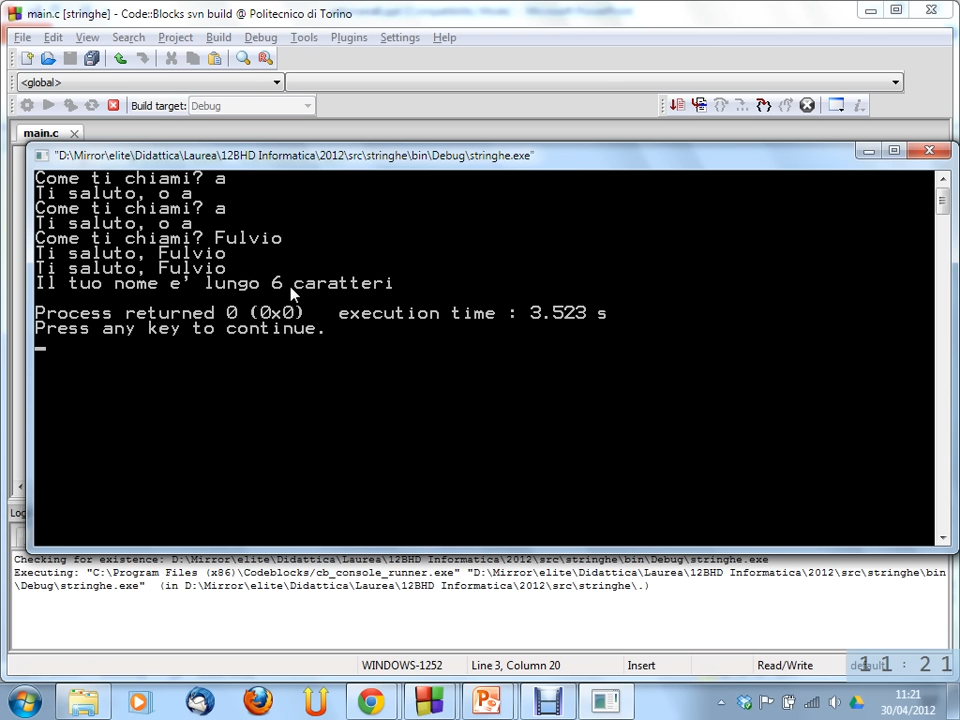 main.c [stringhe] - Code::Blocks svn build @ Politecnico di Torino
File Edit View Search Project Build Debug Tools Plugins Settings Help
<global>
Build target: Debug
main.c
"D:\Mirror\elite\Didattica\Laurea\12BHD Informatica\2012\src\stringhe\bin\Debug\stringhe.exe"
Come ti chiami? a
Ti saluto, o a
Come ti chiami? a
Ti saluto, o a
Come ti chiami? Fulvio
Ti saluto, Fulvio
Ti saluto, Fulvio
Il tuo nome e' lungo 6 caratteri
Process returned 0 (0x0)   execution time : 3.523 s
Press any key to continue.
Checking for existence: D:\Mirror\elite\Didattica\Laurea\12BHD Informatica\2012\src\stringhe\bin\Debug\stringhe.exe
Executing: "C:\Program Files (x86)\Codeblocks/cb_console_runner.exe" "D:\Mirror\elite\Didattica\Laurea\12BHD Informatica\2012\src\stringhe\bin
\Debug\stringhe.exe"  (in D:\Mirror\elite\Didattica\Laurea\12BHD Informatica\2012\src\stringhe\.)
WINDOWS-1252 Line 3, Column 20 Insert Read/Write 11:21
11:21
30/04/2012